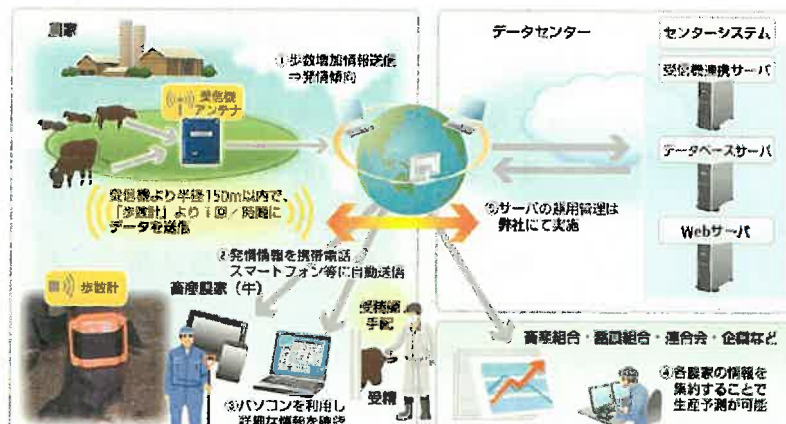 農家
①歩数増加情報送信
⇒発情傾向
受信機
アンテナ
受信機より半径150m以内で、
「歩数計」より1回/時間に
データを送信
データセンター
センターシステム
受信機連携サーバ
データベースサーバ
Webサーバ
⑤サーバの運用管理は
弊社にて実施
②発情情報を携帯電話
スマートフォン等に自動送信
歩数計
畜産農家（牛）
③パソコンを利用し
詳細な情報を確認
手配
受精
畜産組合・酪農組合・連合会・企業など
④各農家の情報を
集約することで
生産予測が可能